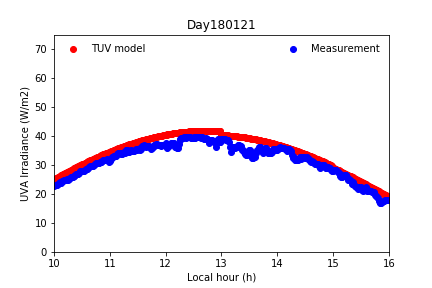 Day180121
TUV model
Measurement
UVA Irradiance (W/m2)
70
60
50
40
30
20
10
0
10 11 12 13 14 15 16
Local hour (h)